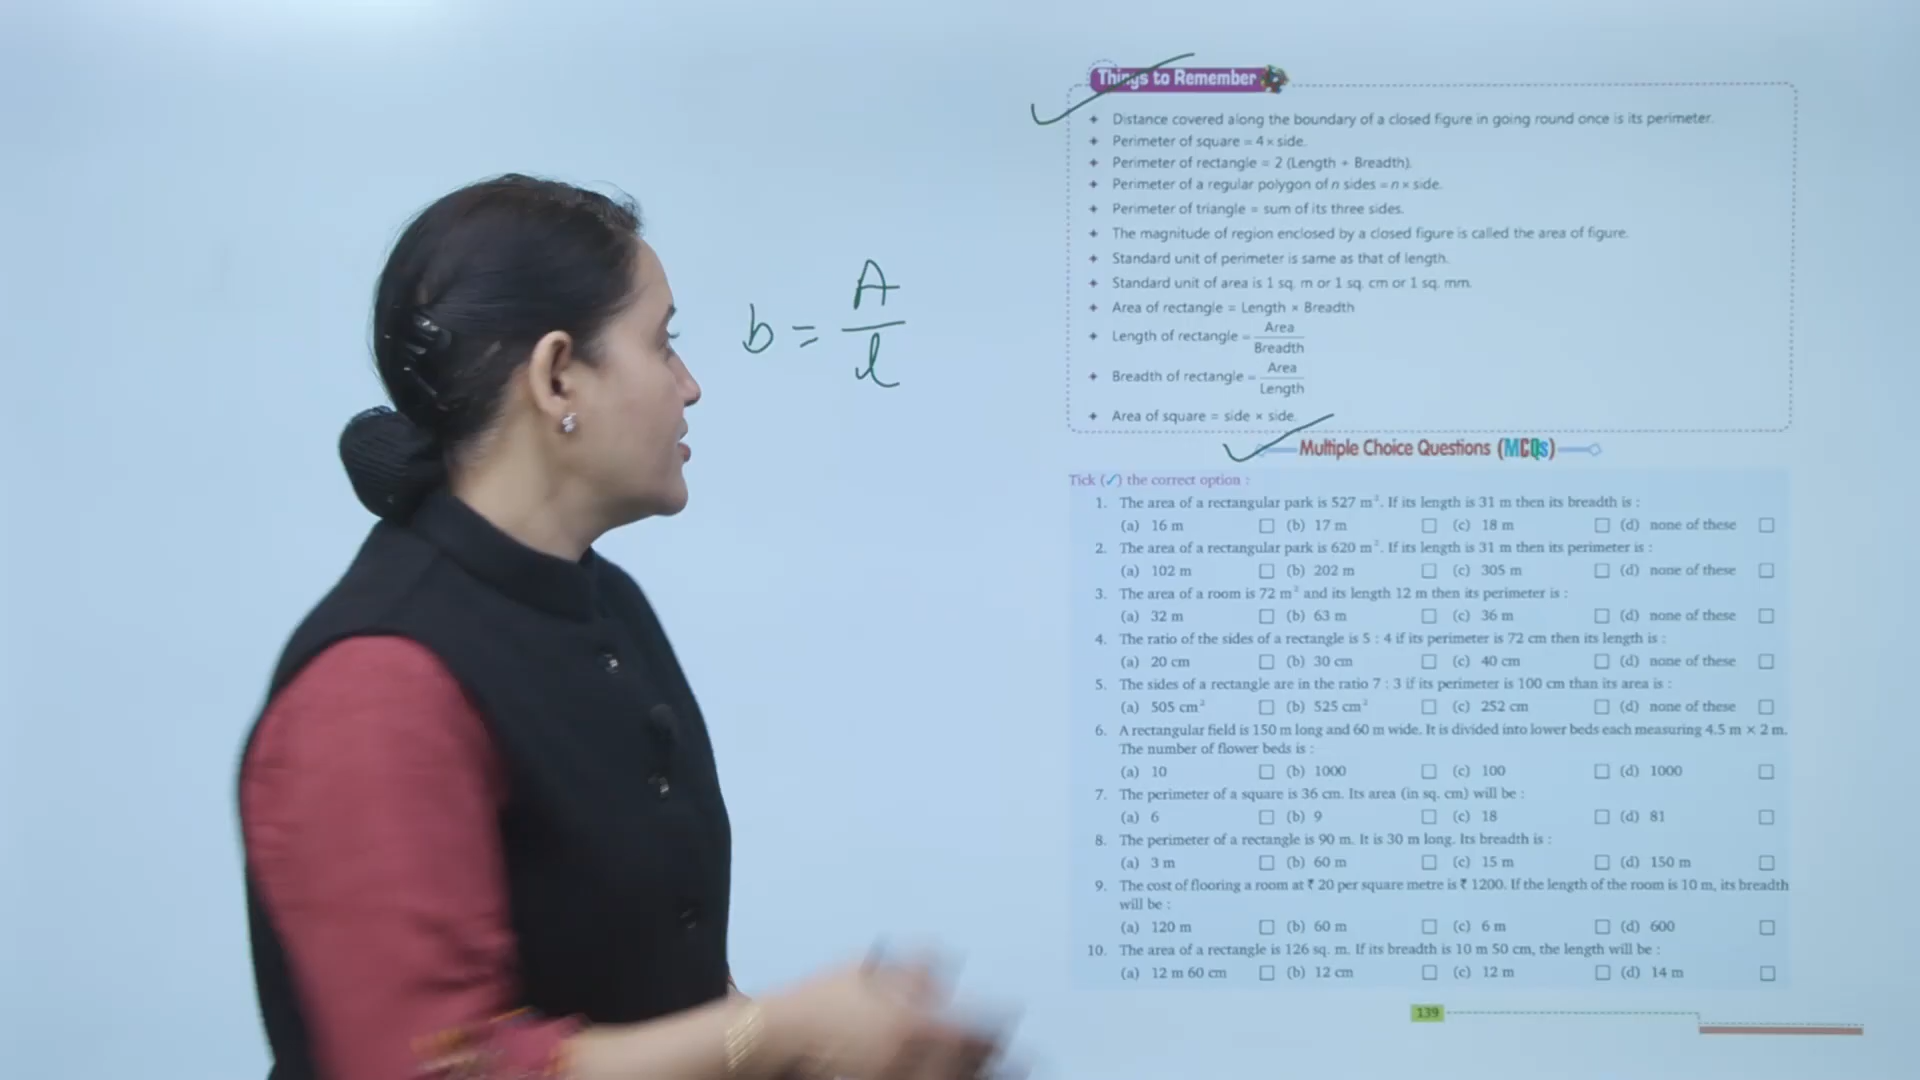 b = A/l
Things to Remember
✦ Distance covered along the boundary of a closed figure in going round once is its perimeter.
✦ Perimeter of square = 4 × side.
✦ Perimeter of rectangle = 2 (Length + Breadth).
✦ Perimeter of a regular polygon of n sides = n × side.
✦ Perimeter of triangle = sum of its three sides.
✦ The magnitude of region enclosed by a closed figure is called the area of figure.
✦ Standard unit of perimeter is same as that of length.
✦ Standard unit of area is 1 sq. m or 1 sq. cm or 1 sq. mm.
✦ Area of rectangle = Length × Breadth
✦ Length of rectangle = Area/Breadth
✦ Breadth of rectangle = Area/Length
✦ Area of square = side × side.
Multiple Choice Questions (MCQs)
Tick (✓) the correct option :
1. The area of a rectangular park is 527 m². If its length is 31 m then its breadth is :
(a) 16 m ☐ (b) 17 m ☐ (c) 18 m ☐ (d) none of these ☐
2. The area of a rectangular park is 620 m². If its length is 31 m then its perimeter is :
(a) 102 m ☐ (b) 202 m ☐ (c) 305 m ☐ (d) none of these ☐
3. The area of a room is 72 m² and its length 12 m then its perimeter is :
(a) 32 m ☐ (b) 63 m ☐ (c) 36 m ☐ (d) none of these ☐
4. The ratio of the sides of a rectangle is 5 : 4 if its perimeter is 72 cm then its length is :
(a) 20 cm ☐ (b) 30 cm ☐ (c) 40 cm ☐ (d) none of these ☐
5. The sides of a rectangle are in the ratio 7 : 3 if its perimeter is 100 cm than its area is :
(a) 505 cm² ☐ (b) 525 cm² ☐ (c) 252 cm ☐ (d) none of these ☐
6. A rectangular field is 150 m long and 60 m wide. It is divided into lower beds each measuring 4.5 m × 2 m.
The number of flower beds is :
(a) 10 ☐ (b) 1000 ☐ (c) 100 ☐ (d) 1000 ☐
7. The perimeter of a square is 36 cm. Its area (in sq. cm) will be :
(a) 6 ☐ (b) 9 ☐ (c) 18 ☐ (d) 81 ☐
8. The perimeter of a rectangle is 90 m. It is 30 m long. Its breadth is :
(a) 3 m ☐ (b) 60 m ☐ (c) 15 m ☐ (d) 150 m ☐
9. The cost of flooring a room at ₹ 20 per square metre is ₹ 1200. If the length of the room is 10 m, its breadth
will be :
(a) 120 m ☐ (b) 60 m ☐ (c) 6 m ☐ (d) 600 ☐
10. The area of a rectangle is 126 sq. m. If its breadth is 10 m 50 cm, the length will be :
(a) 12 m 60 cm ☐ (b) 12 cm ☐ (c) 12 m ☐ (d) 14 m ☐
139